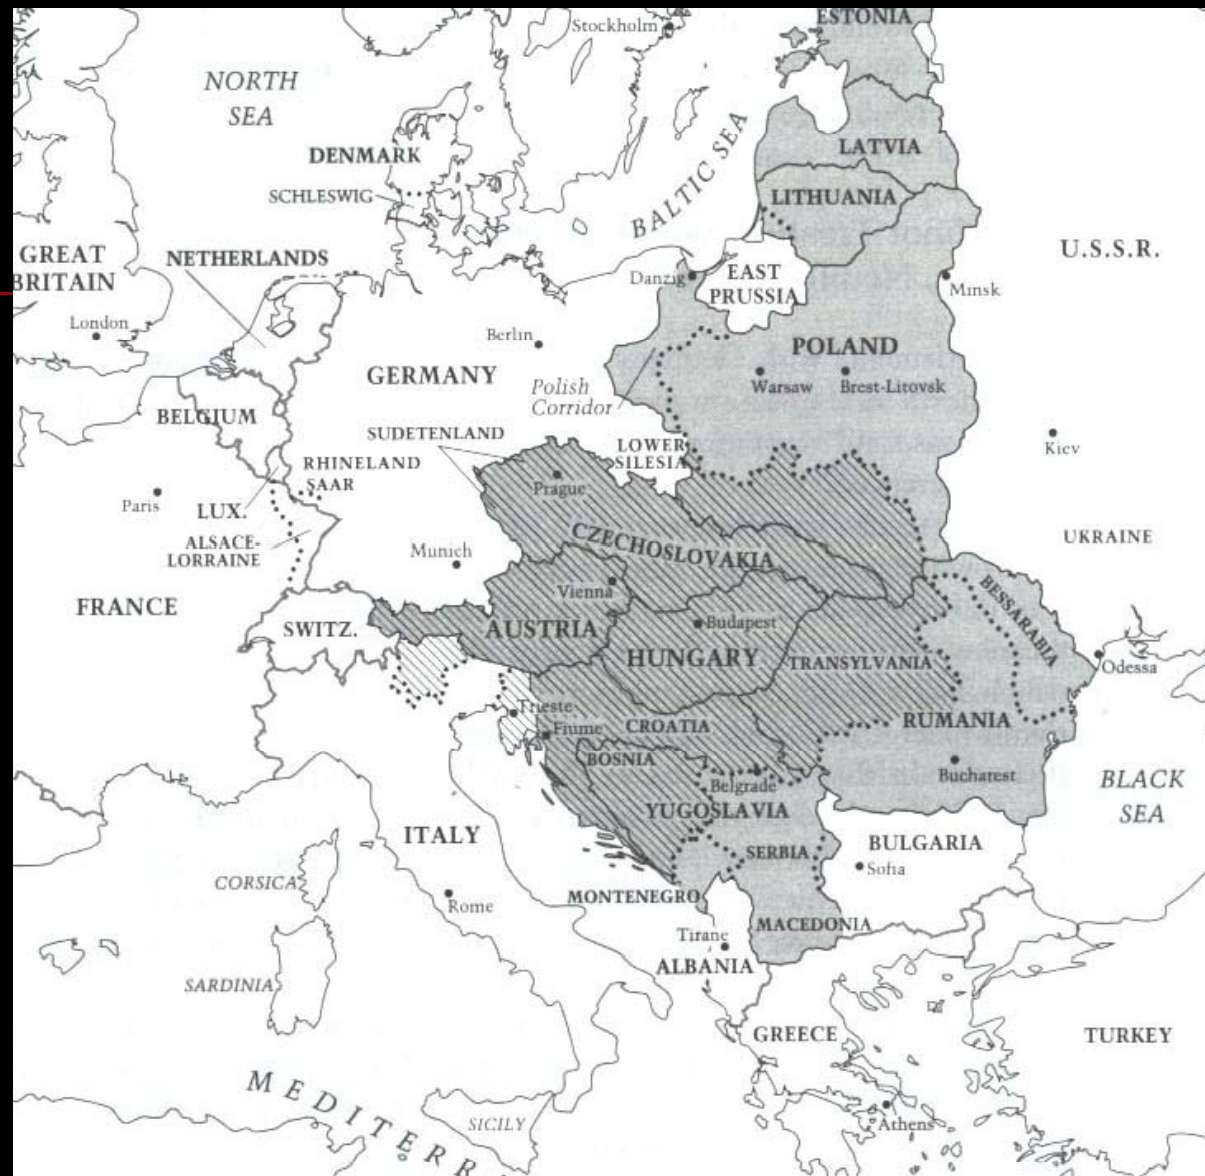 Stockholm
ESTONIA
NORTH
SEA
DENMARK
SCHLESWIG
BALTIC SEA
LATVIA
LITHUANIA
GREAT
BRITAIN
NETHERLANDS
London
Danzig
EAST
PRUSSIA
U.S.S.R.
Minsk
Berlin
GERMANY
POLAND
Warsaw
Brest-Litovsk
Polish
Corridor
BELGIUM
SUDETENLAND
LOWER
SILESIA
Kiev
RHINELAND
SAAR
Prague
Paris
LUX.
ALSACE-
LORRAINE
Munich
CZECHOSLOVAKIA
UKRAINE
FRANCE
SWITZ.
Vienna
AUSTRIA
Budapest
HUNGARY
TRANSYLVANIA
BESSARABIA
Odessa
Trieste
Fiume
CROATIA
RUMANIA
BOSNIA
Belgrade
Bucharest
BLACK
SEA
YUGOSLAVIA
ITALY
SERBIA
BULGARIA
Sofia
CORSICA
Rome
MONTENEGRO
MACEDONIA
Tirane
ALBANIA
SARDINIA
GREECE
TURKEY
MEDITERR
SICILY
Athens